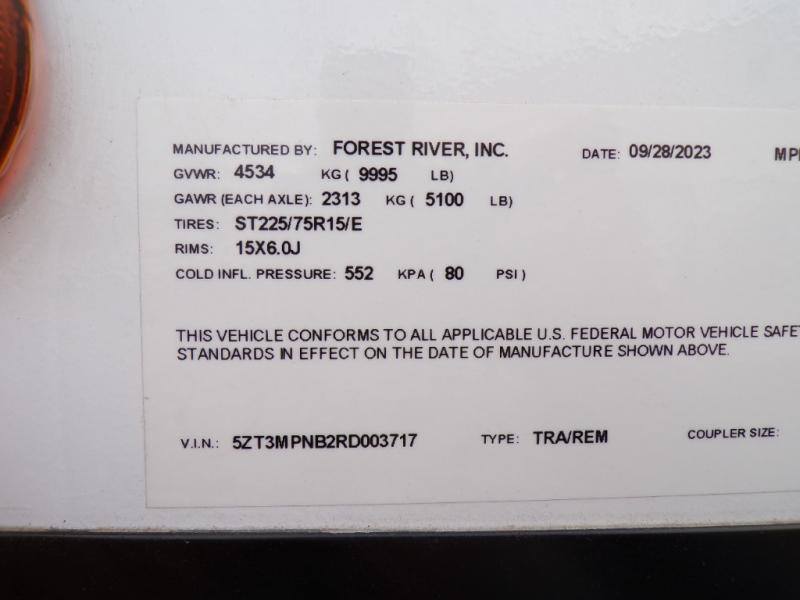 MANUFACTURED BY: FOREST RIVER, INC. DATE: 09/28/2023
GVWR: 4534 KG ( 9995 LB)
GAWR (EACH AXLE): 2313 KG ( 5100 LB)
TIRES: ST225/75R15/E
RIMS: 15X6.0J
COLD INFL. PRESSURE: 552 KPA ( 80 PSI )
THIS VEHICLE CONFORMS TO ALL APPLICABLE U.S. FEDERAL MOTOR VEHICLE
STANDARDS IN EFFECT ON THE DATE OF MANUFACTURE SHOWN ABOVE.
V.I.N.: 5ZT3MPNB2RD003717 TYPE: TRA/REM COUPLER SIZE: